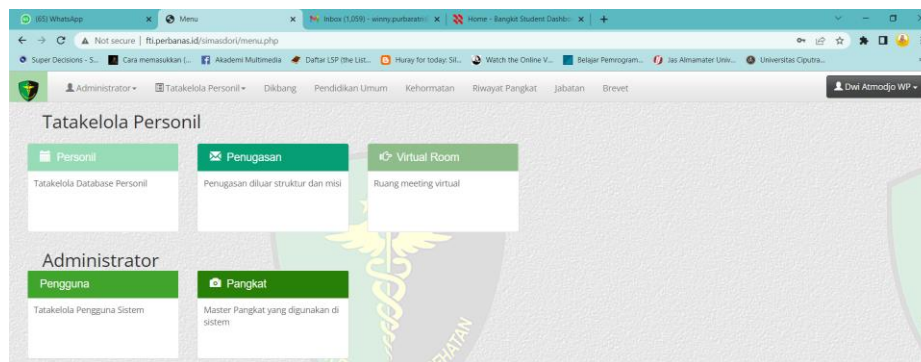 (65) WhatsApp
Menu
Inbox (1,059) - winny.purbaratri@
Home - Bangkit Student Dashbo
Not secure | fti.perbanas.id/simasdori/menu.php
Super Decisions - S...
Cara memasukkan (...
Akademi Multimedia
Daftar LSP (the List...
Huray for today: Sil...
Watch the Online V...
Belajar Pemrogram...
Jas Almamater Univ...
Universitas Ciputra...
Administrator
Tatakelola Personil
Dikbang
Pendidikan Umum
Kehormatan
Riwayat Pangkat
Jabatan
Brevet
Dwi Atmodjo WP
Tatakelola Personil
Personil
Tatakelola Database Personil
Penugasan
Penugasan diluar struktur dan misi
Virtual Room
Ruang meeting virtual
Administrator
Pengguna
Tatakelola Pengguna Sistem
Pangkat
Master Pangkat yang digunakan di
sistem